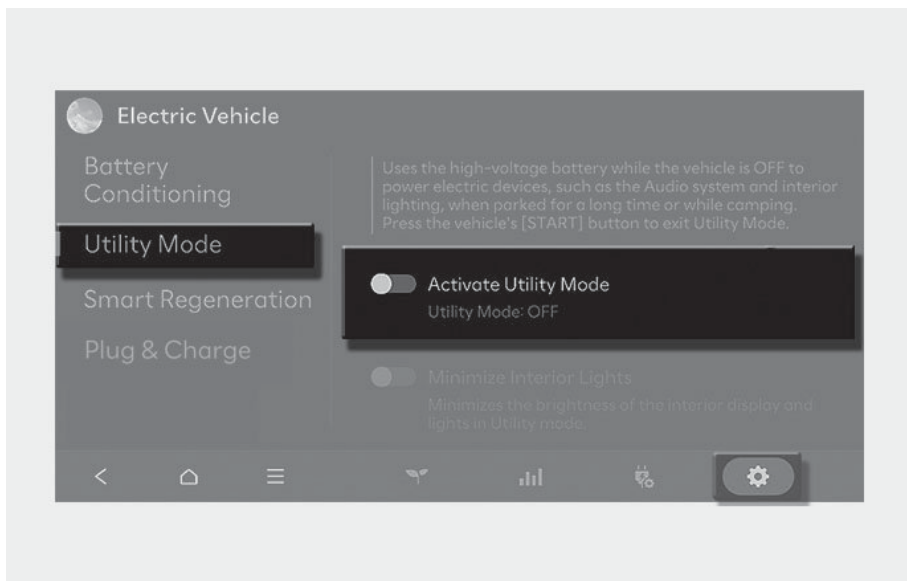 Electric Vehicle
Battery
Conditioning
Utility Mode
Smart Regeneration
Plug & Charge
Uses the high-voltage battery while the vehicle is OFF to
power electric devices, such as the Audio system and interior
lighting, when parked for a long time or while camping.
Press the vehicle's [START] button to exit Utility Mode.
Activate Utility Mode
Utility Mode: OFF
Minimize Interior Lights
Minimizes the brightness of the interior display and
lights in Utility mode.